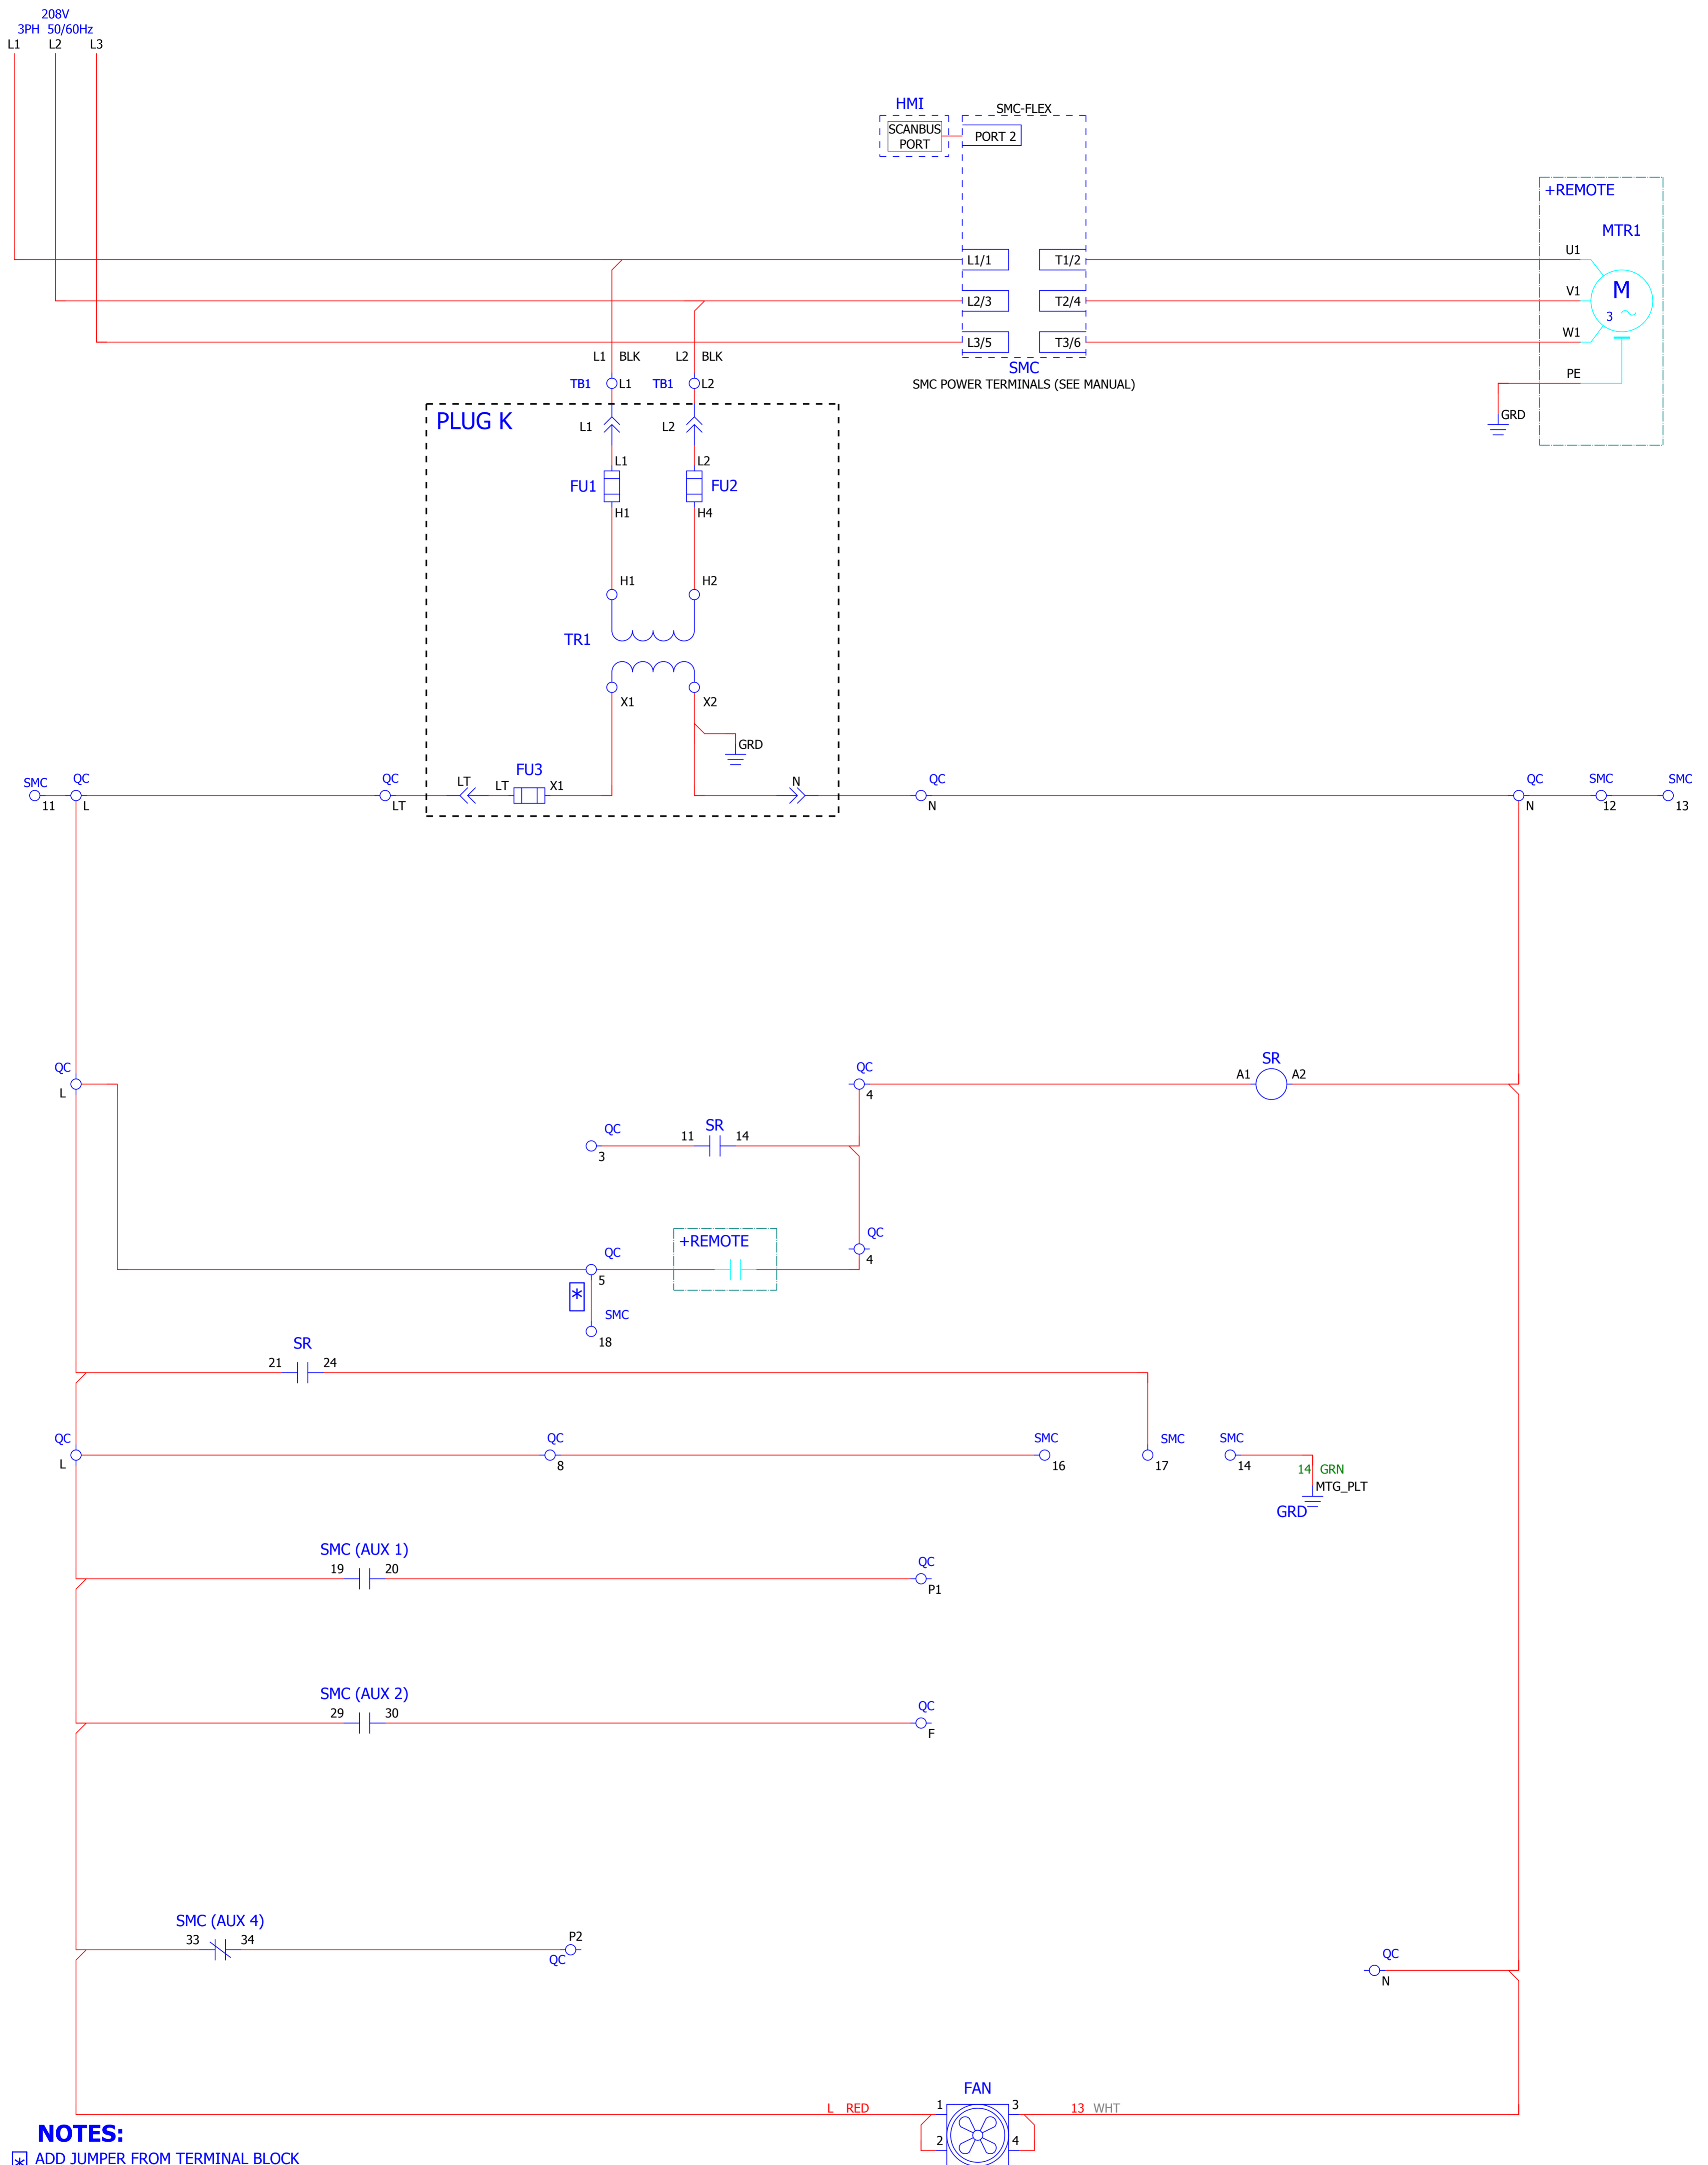 208V
3PH 50/60Hz
L1 L2 L3
HMI
SCANBUS
PORT
SMC-FLEX
PORT 2
+REMOTE
MTR1
U1
V1
W1
PE
M
3
GRD
L1/1 T1/2
L2/3 T2/4
L3/5 T3/6
SMC
SMC POWER TERMINALS (SEE MANUAL)
L1 BLK L2 BLK
TB1 L1 TB1 L2
PLUG K
L1 L2
L1 L2
FU1 FU2
H1 H4
H1 H2
TR1
X1 X2
GRD
SMC QC QC LT LT FU3 X1 N QC QC SMC SMC
11 L LT N N 12 13
QC QC SR
L 4 A1 A2
QC SR
3 11 14
QC
4
+REMOTE
QC
5
*
SMC
18
SR
21 24
QC QC SMC SMC SMC
L 8 16 17 14
14 GRN
MTG_PLT
GRD
SMC (AUX 1)
19 20
QC
P1
SMC (AUX 2)
29 30
QC
F
SMC (AUX 4)
33 34
P2
QC
QC
N
FAN
L RED 1 3 13 WHT
2 4
NOTES:
* ADD JUMPER FROM TERMINAL BLOCK